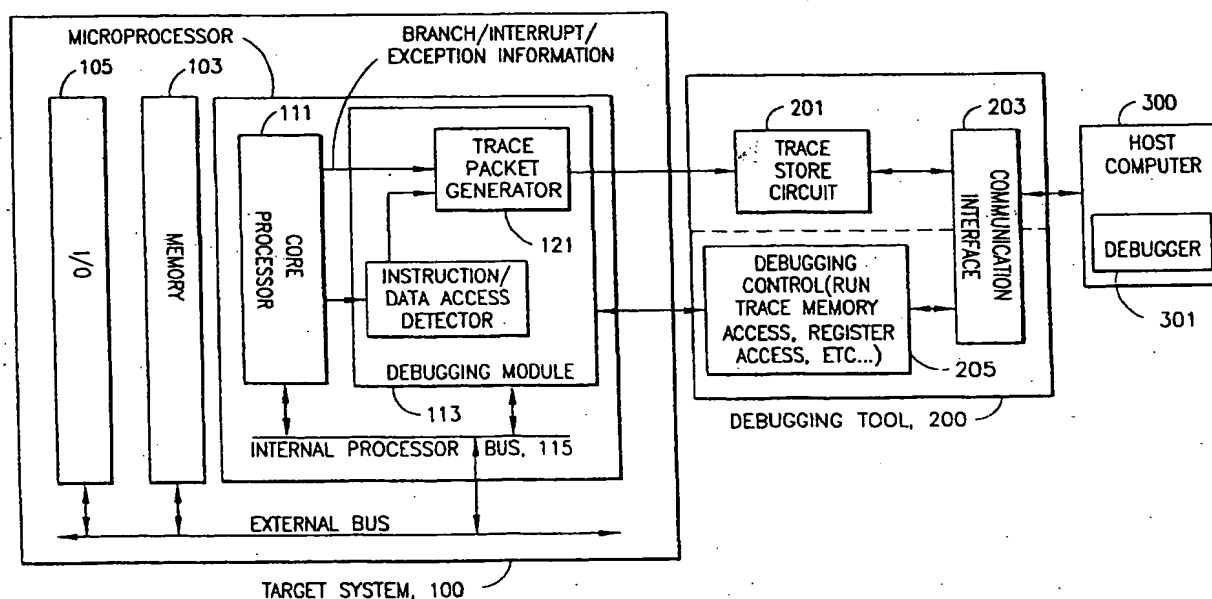 MICROPROCESSOR
BRANCH/INTERRUPT/
EXCEPTION INFORMATION
105
103
111
I/O
MEMORY
CORE
PROCESSOR
TRACE
PACKET
GENERATOR
121
INSTRUCTION/
DATA ACCESS
DETECTOR
DEBUGGING MODULE
113
INTERNAL PROCESSOR BUS, 115
EXTERNAL BUS
TARGET SYSTEM, 100
201
TRACE
STORE
CIRCUIT
203
COMMUNICATION
INTERFACE
DEBUGGING
CONTROL(RUN
TRACE MEMORY
ACCESS, REGISTER
ACCESS, ETC...)
205
DEBUGGING TOOL, 200
300
HOST
COMPUTER
DEBUGGER
301